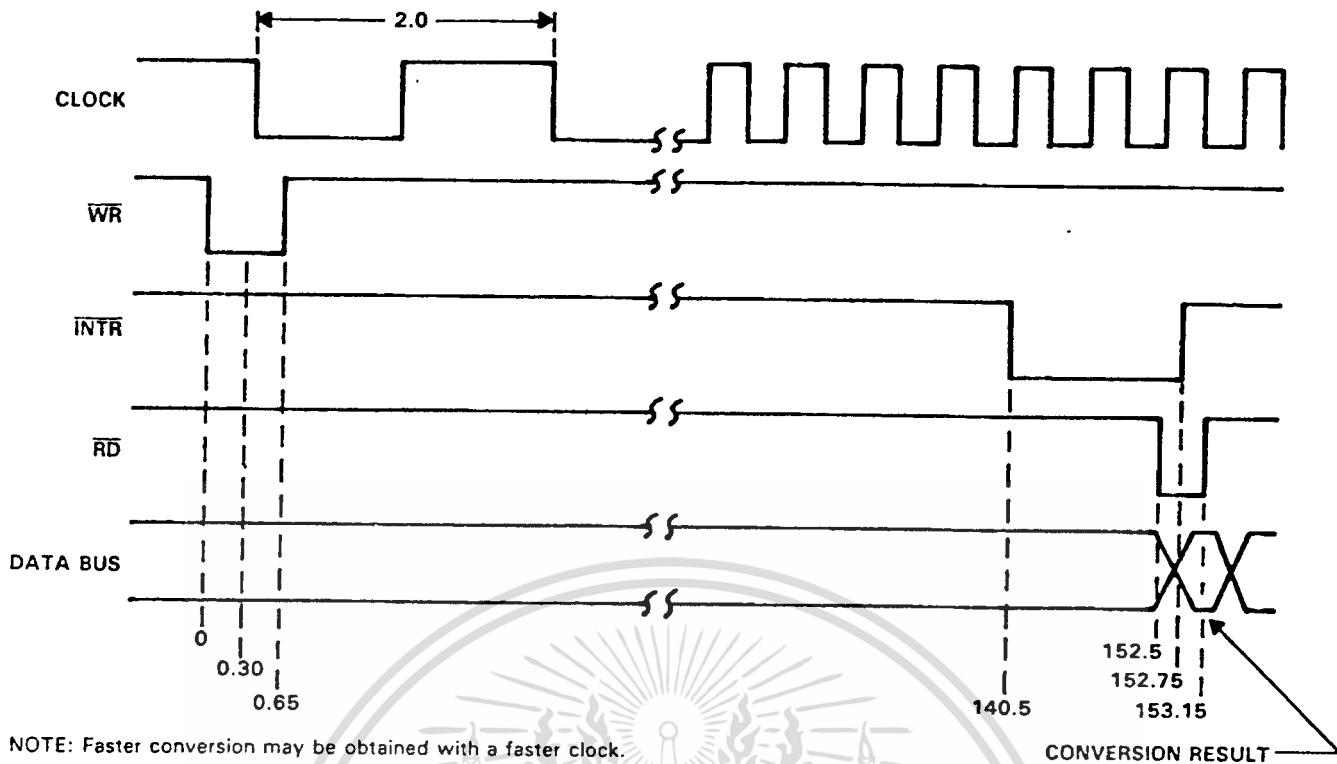 2.0
CLOCK
WR
INTR
RD
DATA BUS
0
0.30
0.65
152.5
152.75
140.5
153.15
NOTE: Faster conversion may be obtained with a faster clock.
CONVERSION RESULT